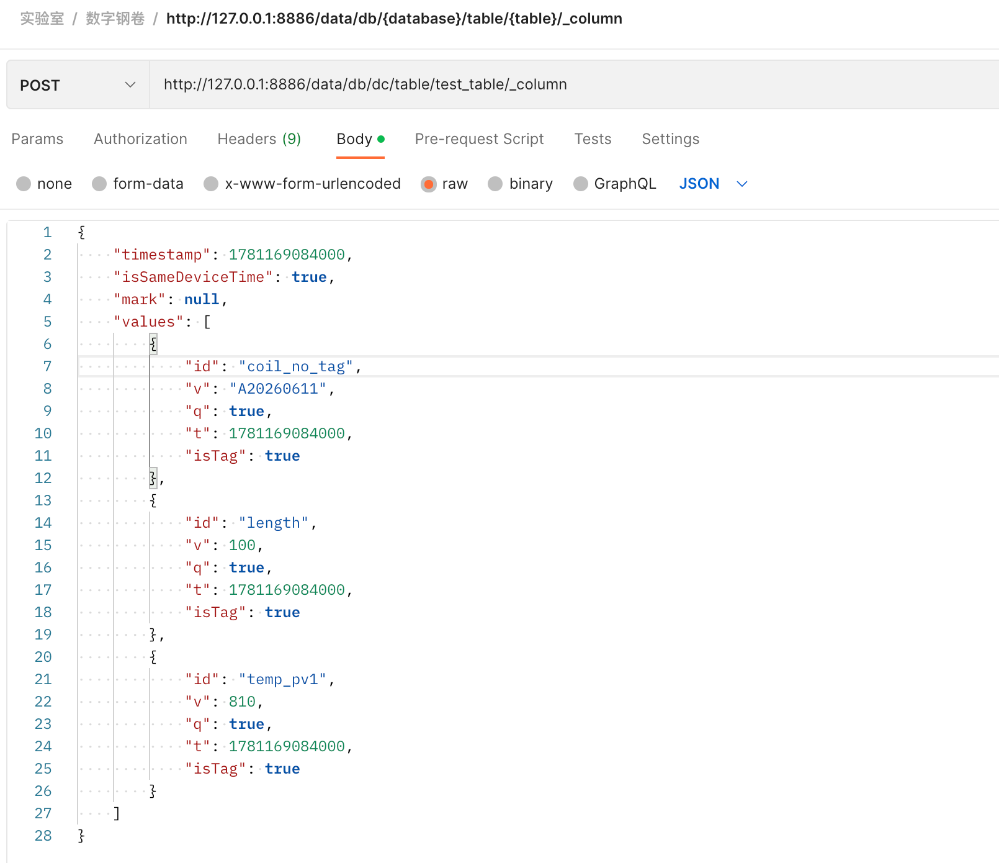 实验室 / 数字钢卷 / http://127.0.0.1:8886/data/db/{database}/table/{table}/_column
POST http://127.0.0.1:8886/data/db/dc/table/test_table/_column
Params Authorization Headers (9) Body Pre-request Script Tests Settings
none form-data x-www-form-urlencoded raw binary GraphQL JSON
1 {
2 "timestamp": 1781169084000,
3 "isSameDeviceTime": true,
4 "mark": null,
5 "values": [
6 {
7 "id": "coil_no_tag",
8 "v": "A20260611",
9 "q": true,
10 "t": 1781169084000,
11 "isTag": true
12 },
13 {
14 "id": "length",
15 "v": 100,
16 "q": true,
17 "t": 1781169084000,
18 "isTag": true
19 },
20 {
21 "id": "temp_pv1",
22 "v": 810,
23 "q": true,
24 "t": 1781169084000,
25 "isTag": true
26 }
27 ]
28 }